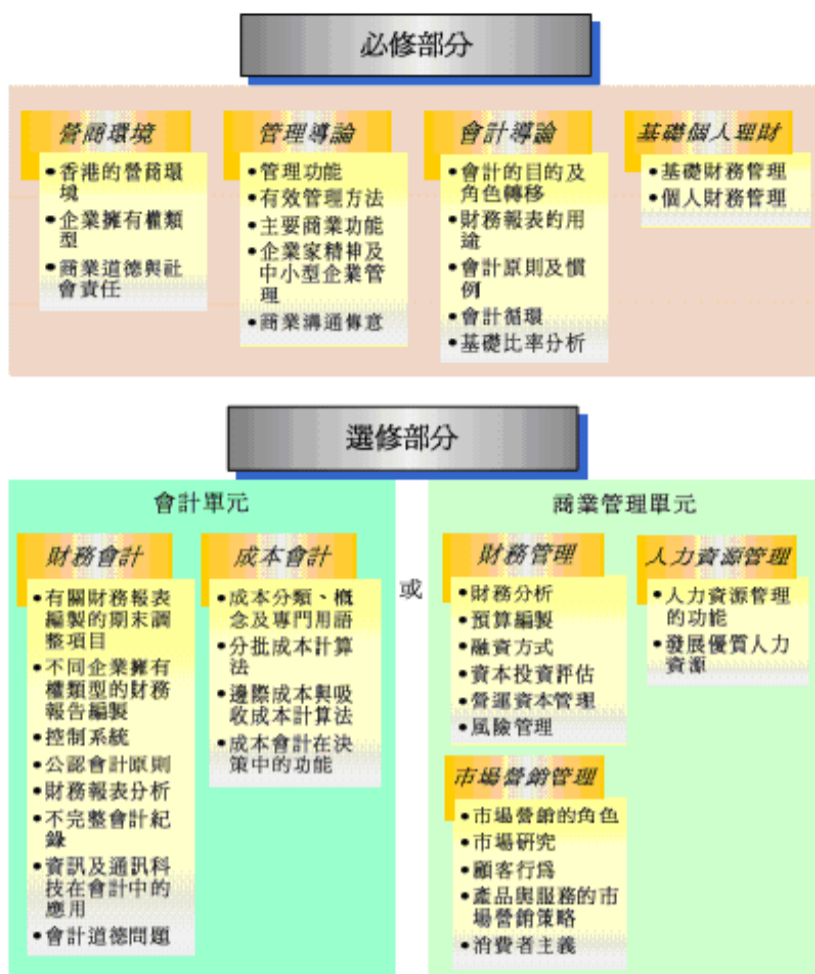 必修部分
營商環境
•香港的營商環
境
•企業擁有權類
型
•商業道德與社
會責任
管理導論
•管理功能
•有效管理方法
•主要商業功能
•企業家精神及
中小型企業管
理
•商業溝通傳意
會計導論
•會計的目的及
角色轉移
•財務報表的用
途
•會計原則及慣
例
•會計循環
•基礎比率分析
基礎個人理財
•基礎財務管理
•個人財務管理
選修部分
會計單元
財務會計
•有關財務報表
編製的期末調
整項目
•不同企業擁有
權類型的財務
報告編製
•控制系統
•公認會計原則
•財務報表分析
•不完整會計紀
錄
•資訊及通訊科
技在會計中的
應用
•會計道德問題
成本會計
•成本分類、概
念及專門用語
•分批成本計算
法
•邊際成本與吸
收成本計算法
•成本會計在決
策中的功能
或
商業管理單元
財務管理
•財務分析
•預算編製
•融資方式
•資本投資評估
•營運資本管理
•風險管理
人力資源管理
•人力資源管理
的功能
•發展優質人力
資源
市場營銷管理
•市場營銷的角色
•市場研究
•顧客行為
•產品與服務的市
場營銷策略
•消費者主義